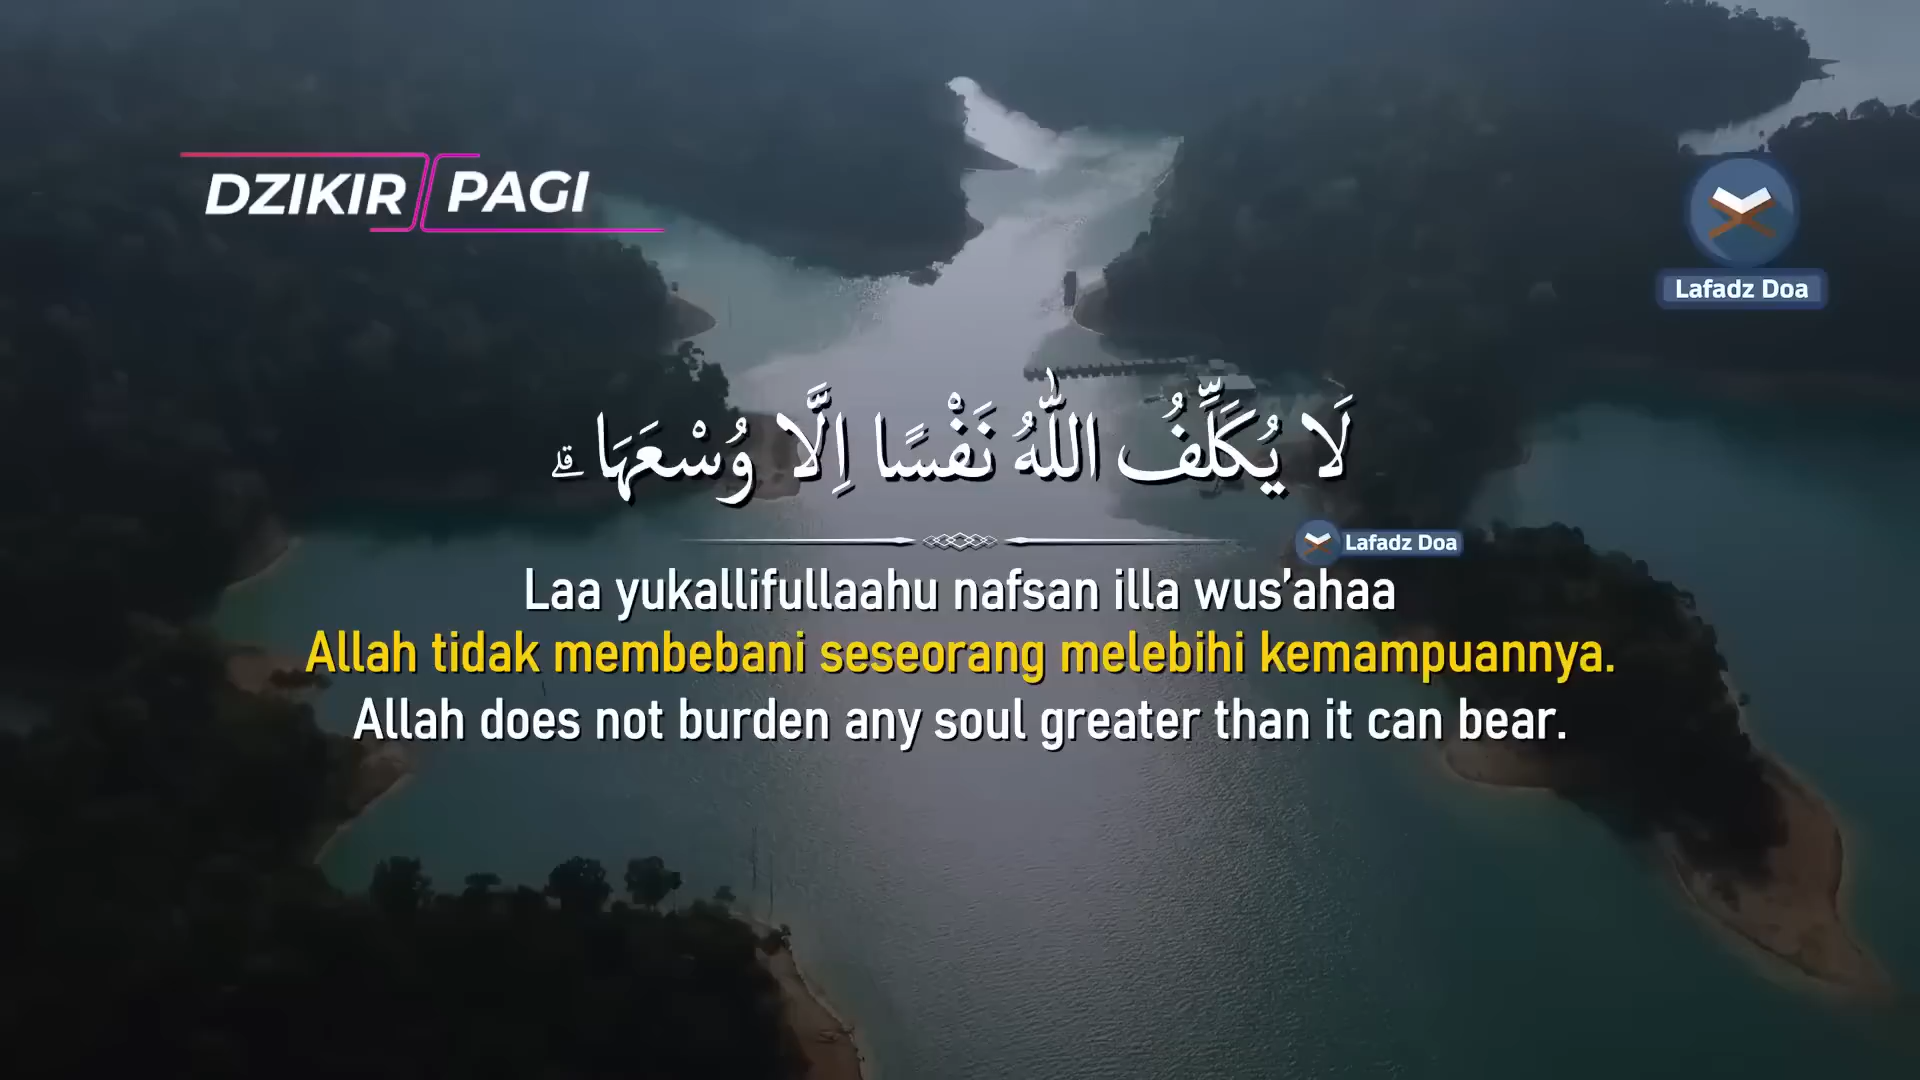 DZIKIR PAGI
Lafadz Doa
لَا يُكَلِّفُ اللّٰهُ نَفْسًا اِلَّا وُسْعَهَا ۗ
Lafadz Doa
Laa yukallifullaahu nafsan illa wus’ahaa
Allah tidak membebani seseorang melebihi kemampuannya.
Allah does not burden any soul greater than it can bear.